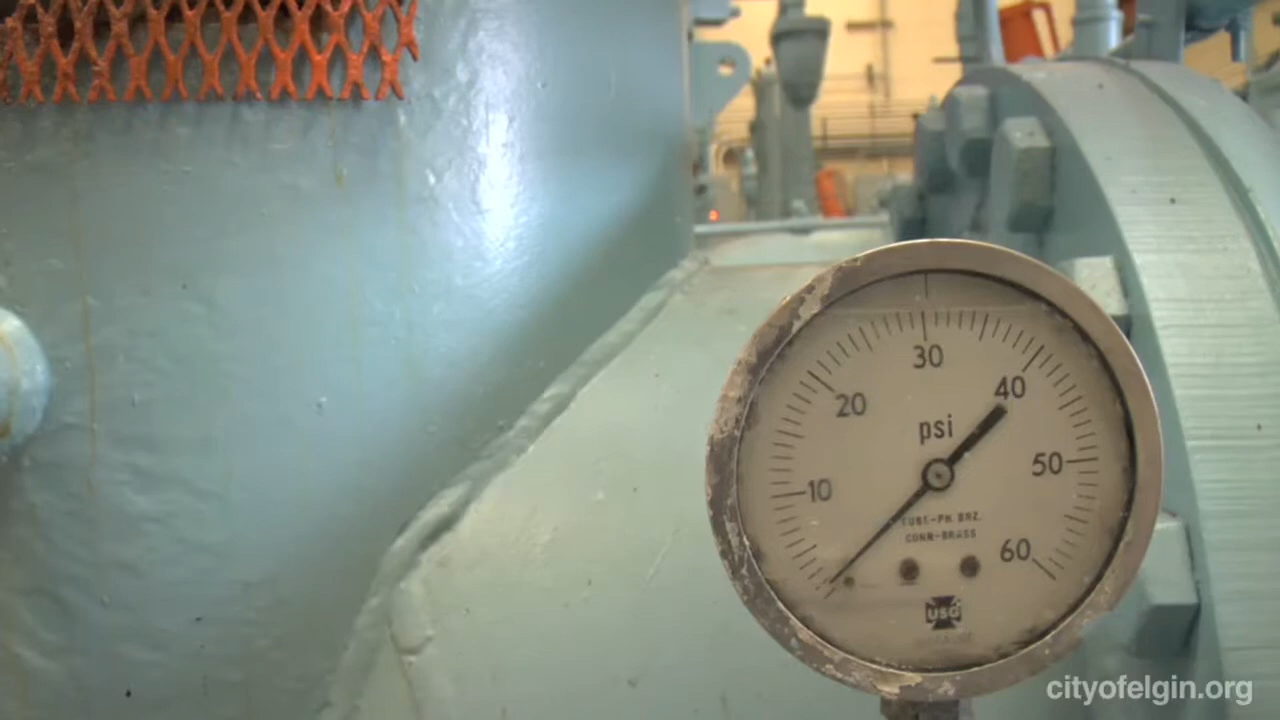 30
40
20
psi
50
10
TUBE-PH. BRZ.
CONN-BRASS
60
USG
cityofelgin.org